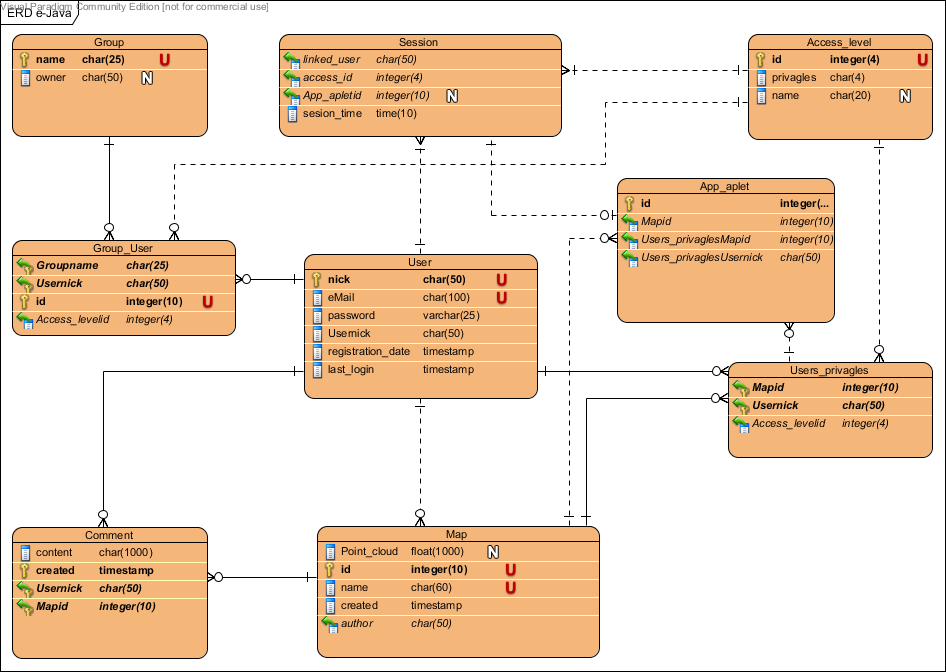 Visual Paradigm Community Edition [not for commercial use]
ERD e-Java
Group
name char(25) U
owner char(50) N
Session
linked_user char(50)
access_id integer(4)
App_apletid integer(10) N
sesion_time time(10)
Access_level
id integer(4) U
privagles char(4)
name char(20) N
App_aplet
id integer(...
Mapid integer(10)
Users_privaglesMapid integer(10)
Users_privaglesUsernick char(50)
Group_User
Groupname char(25)
Usernick char(50)
id integer(10) U
Access_levelid integer(4)
User
nick char(50) U
eMail char(100) U
password varchar(25)
Usernick char(50)
registration_date timestamp
last_login timestamp
Users_privagles
Mapid integer(10)
Usernick char(50)
Access_levelid integer(4)
Comment
content char(1000)
created timestamp
Usernick char(50)
Mapid integer(10)
Map
Point_cloud float(1000) N
id integer(10) U
name char(60) U
created timestamp
author char(50)